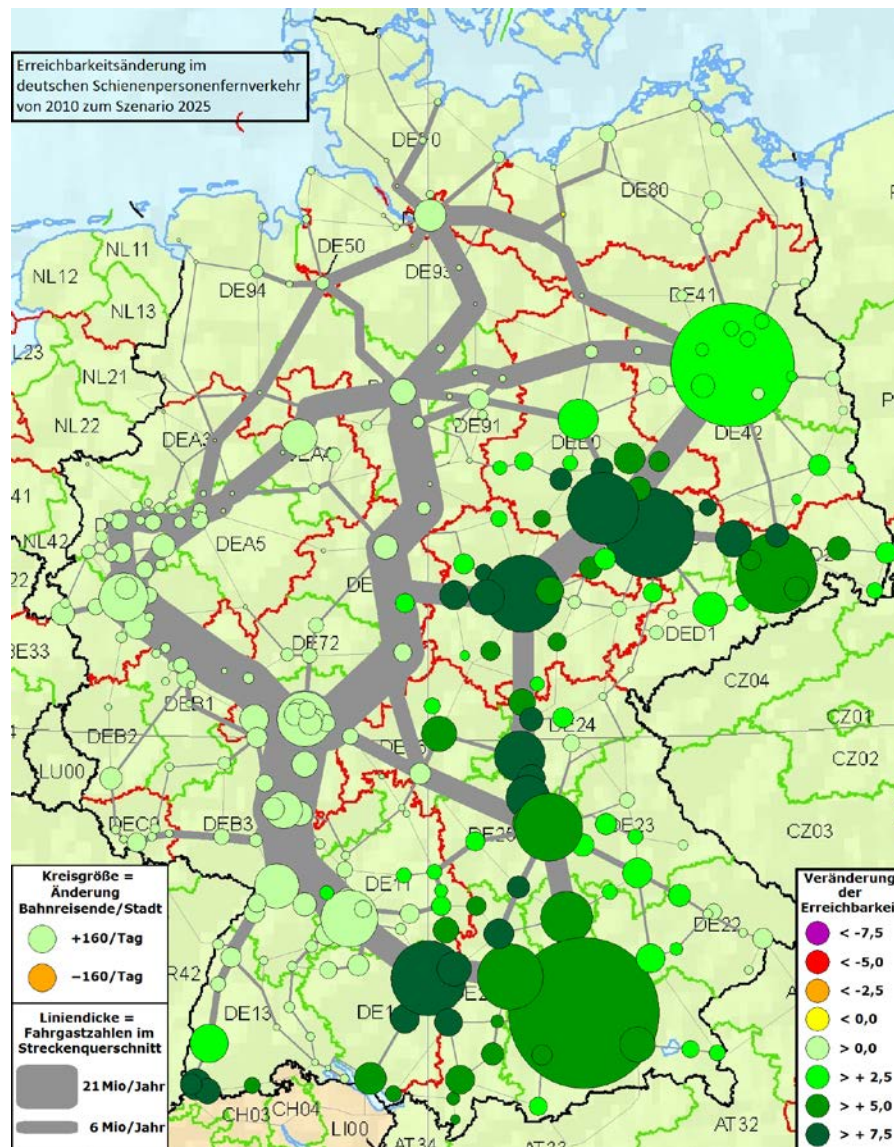 Erreichbarkeitsänderung im
deutschen Schienenpersonenfernverkehr
von 2010 zum Szenario 2025
DE80
NL11
DE50
DE93
NL12
DE94
NL13
DE41
NL21
NL22
DEA3
DE91
DE42
NL42
DEA5
DE72
DED1
DEB1
CZ04
DE24
CZ01
DEB2
CZ02
LU00
DEB3
DE25
DE23
CZ03
DE11
DE22
DE13
CH03
CH04
LI00
AT34
AT32
Kreisgröße =
Änderung
Bahnreisende/Stadt
+160/Tag
−160/Tag
Liniendicke =
Fahrgastzahlen im
Streckenquerschnitt
21 Mio/Jahr
6 Mio/Jahr
Veränderung
der
Erreichbarkeit
< -7,5
< -5,0
< -2,5
< 0,0
> 0,0
> + 2,5
> + 5,0
> + 7,5